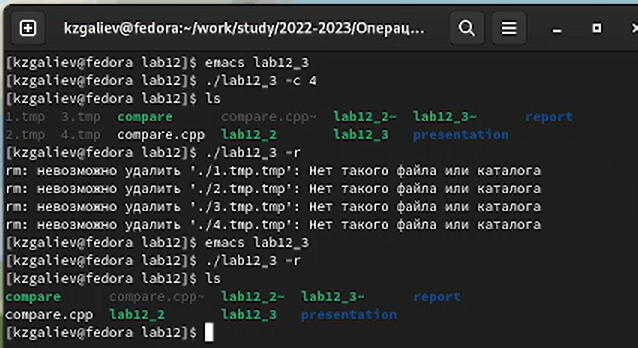 kzgaliev@fedora:~/work/study/2022-2023/Операц...
[kzgaliev@fedora lab12]$ emacs lab12_3
[kzgaliev@fedora lab12]$ ./lab12_3 -c 4
[kzgaliev@fedora lab12]$ ls
1.tmp 3.tmp compare compare.cpp~ lab12_2~ lab12_3~ report
2.tmp 4.tmp compare.cpp lab12_2 lab12_3 presentation
[kzgaliev@fedora lab12]$ ./lab12_3 -r
rm: невозможно удалить './1.tmp.tmp': Нет такого файла или каталога
rm: невозможно удалить './2.tmp.tmp': Нет такого файла или каталога
rm: невозможно удалить './3.tmp.tmp': Нет такого файла или каталога
rm: невозможно удалить './4.tmp.tmp': Нет такого файла или каталога
[kzgaliev@fedora lab12]$ emacs lab12_3
[kzgaliev@fedora lab12]$ ./lab12_3 -r
[kzgaliev@fedora lab12]$ ls
compare compare.cpp~ lab12_2~ lab12_3~ report
compare.cpp lab12_2 lab12_3 presentation
[kzgaliev@fedora lab12]$